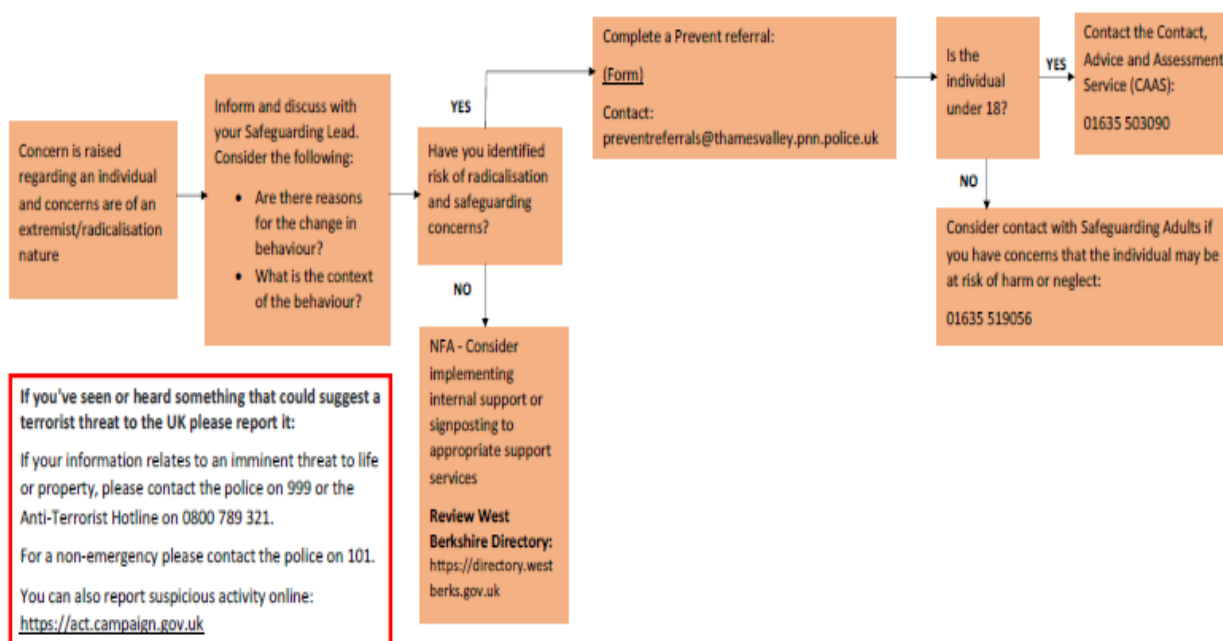 Concern is raised
regarding an individual
and concerns are of an
extremist/radicalisation
nature
Inform and discuss with
your Safeguarding Lead.
Consider the following:
• Are there reasons
for the change in
behaviour?
• What is the context
of the behaviour?
Have you identified
risk of radicalisation
and safeguarding
concerns?
YES
Complete a Prevent referral:
(Form)
Contact:
preventreferrals@thamesvalley.pnn.police.uk
Is the
individual
under 18?
YES
Contact the Contact,
Advice and Assessment
Service (CAAS):
01635 503090
NO
Consider contact with Safeguarding Adults if
you have concerns that the individual may be
at risk of harm or neglect:
01635 519056
NO
NFA - Consider
implementing
internal support or
signposting to
appropriate support
services
Review West
Berkshire Directory:
https://directory.west
berks.gov.uk
If you've seen or heard something that could suggest a
terrorist threat to the UK please report it:
If your information relates to an imminent threat to life
or property, please contact the police on 999 or the
Anti-Terrorist Hotline on 0800 789 321.
For a non-emergency please contact the police on 101.
You can also report suspicious activity online:
https://act.campaign.gov.uk